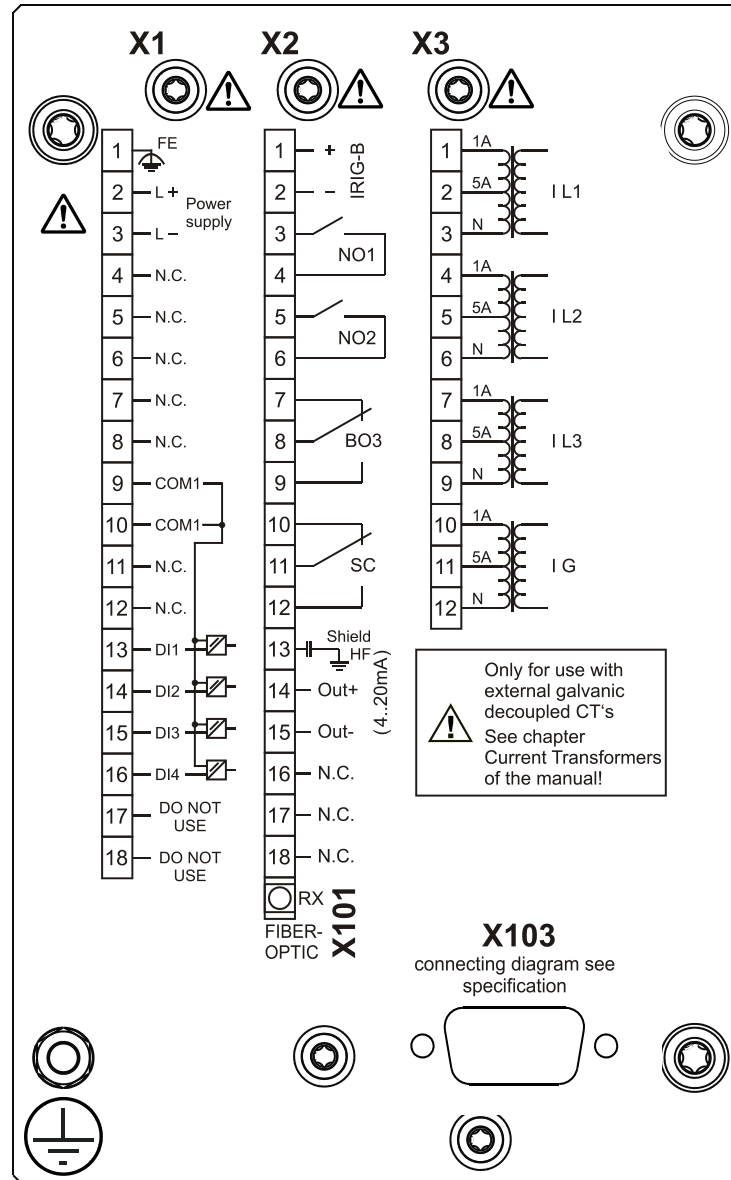 X1
1 FE
2 L+ Power supply
3 L−
4 N.C.
5 N.C.
6 N.C.
7 N.C.
8 N.C.
9 COM1
10 COM1
11 N.C.
12 N.C.
13 DI1
14 DI2
15 DI3
16 DI4
17 DO NOT USE
18 DO NOT USE
X2
1 + IRIG-B
2 −
3
4 NO1
5
6 NO2
7
8 BO3
9
10
11 SC
12
13 Shield HF
14 Out+ (4..20mA)
15 Out-
16 N.C.
17 N.C.
18 N.C.
RX
FIBER-
OPTIC
X101
X3
1 1A
2 5A I L1
3 N
4 1A
5 5A I L2
6 N
7 1A
8 5A I L3
9 N
10 1A
11 5A I G
12 N
Only for use with
external galvanic
decoupled CT‘s
See chapter
Current Transformers
of the manual!
X103
connecting diagram see
specification